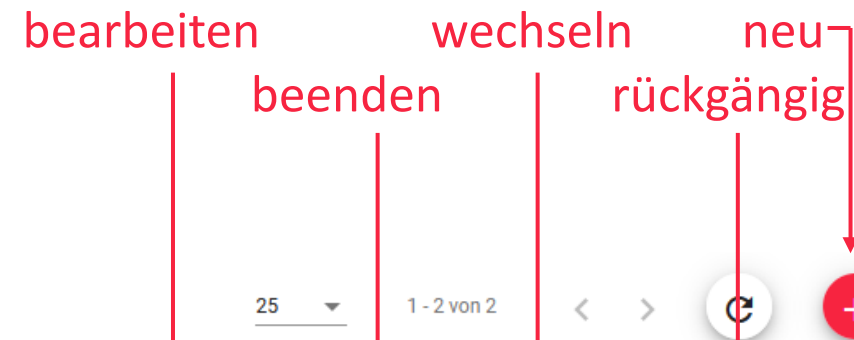 bearbeiten wechseln neu
beenden rückgängig
25 1 - 2 von 2